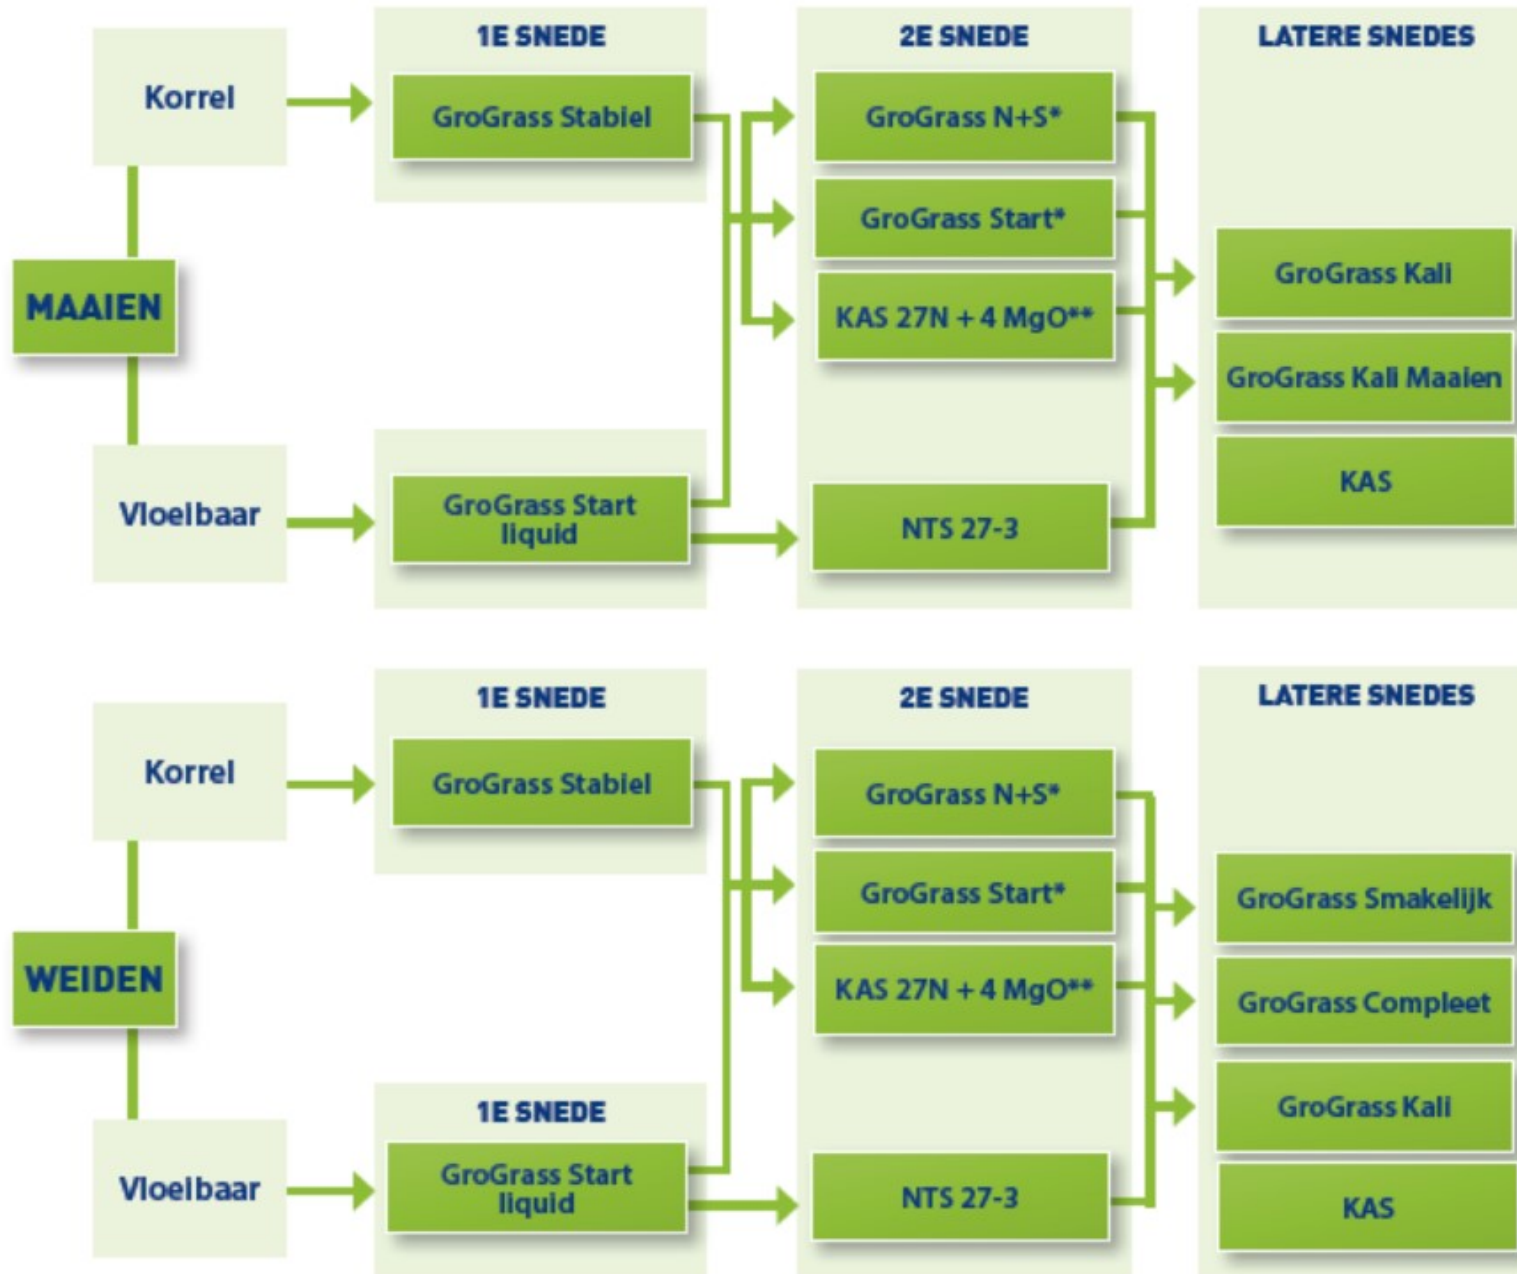 1E SNEDE
2E SNEDE
LATERE SNEDES
Korrel
GroGrass Stabiel
GroGrass N+S*
GroGrass Start*
MAAIEN
GroGrass Kali
KAS 27N + 4 MgO**
GroGrass Kali Maaien
Vloeibaar
GroGrass Start
liquid
NTS 27-3
KAS
1E SNEDE
2E SNEDE
LATERE SNEDES
Korrel
GroGrass Stabiel
GroGrass N+S*
GroGrass Start*
GroGrass Smakelijk
WEIDEN
KAS 27N + 4 MgO**
GroGrass Compleet
1E SNEDE
GroGrass Kali
Vloeibaar
GroGrass Start
liquid
NTS 27-3
KAS